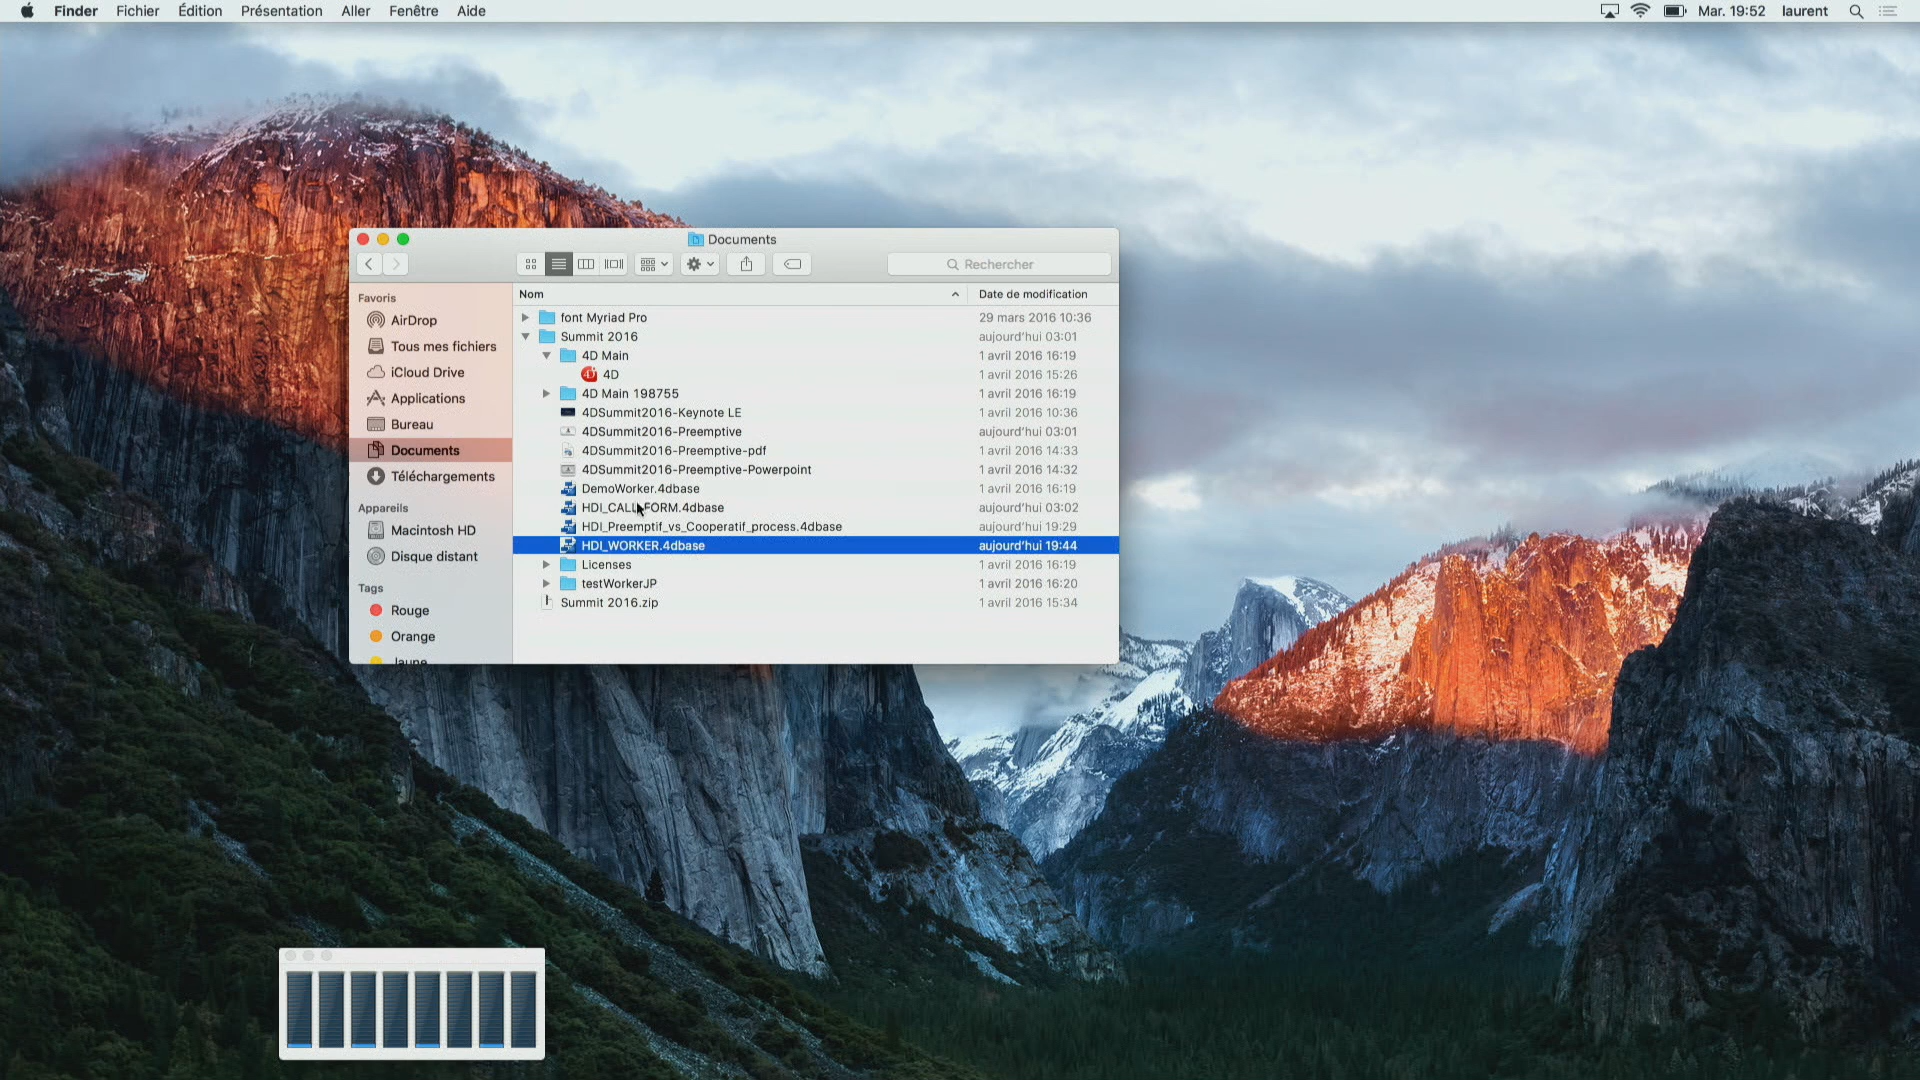 Finder Fichier Édition Présentation Aller Fenêtre Aide Mar. 19:52 laurent
Documents
Rechercher
Favoris
AirDrop
Tous mes fichiers
iCloud Drive
Applications
Bureau
Documents
Téléchargements
Appareils
Macintosh HD
Disque distant
Tags
Rouge
Orange
Jaune
Nom Date de modification
font Myriad Pro 29 mars 2016 10:36
Summit 2016 aujourd'hui 03:01
4D Main 1 avril 2016 16:19
4D 1 avril 2016 15:26
4D Main 198755 1 avril 2016 16:19
4DSummit2016-Keynote LE 1 avril 2016 10:36
4DSummit2016-Preemptive aujourd'hui 03:01
4DSummit2016-Preemptive-pdf 1 avril 2016 14:33
4DSummit2016-Preemptive-Powerpoint 1 avril 2016 14:32
DemoWorker.4dbase 1 avril 2016 16:19
HDI_CALL_FORM.4dbase aujourd'hui 03:02
HDI_Preemptif_vs_Cooperatif_process.4dbase aujourd'hui 19:29
HDI_WORKER.4dbase aujourd'hui 19:44
Licenses 1 avril 2016 16:19
testWorkerJP 1 avril 2016 16:20
Summit 2016.zip 1 avril 2016 15:34